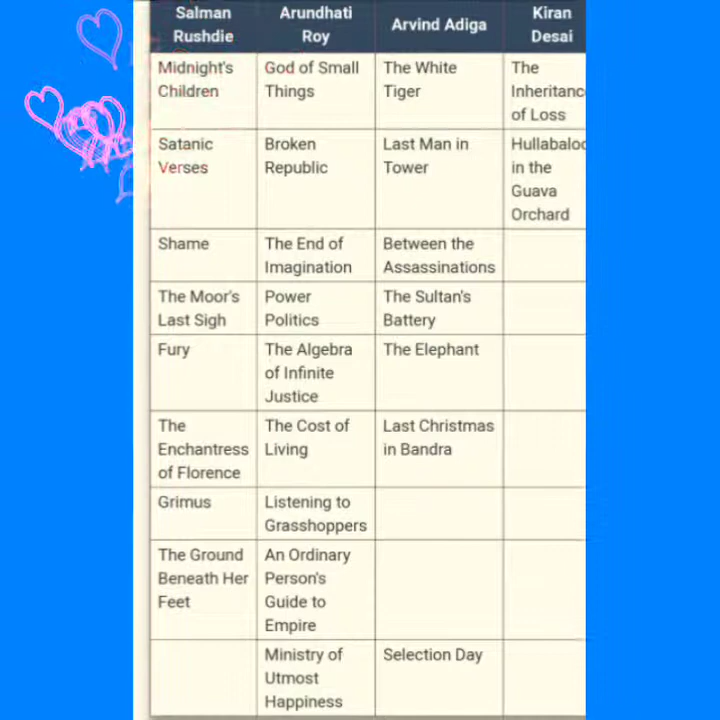 Salman
Rushdie
Arundhati
Roy
Arvind Adiga
Kiran
Desai
Midnight's
Children
God of Small
Things
The White
Tiger
The
Inheritanc
of Loss
Satanic
Verses
Broken
Republic
Last Man in
Tower
Hullabaloo
in the
Guava
Orchard
Shame
The End of
Imagination
Between the
Assassinations
The Moor's
Last Sigh
Power
Politics
The Sultan's
Battery
Fury
The Algebra
of Infinite
Justice
The Elephant
The
Enchantress
of Florence
The Cost of
Living
Last Christmas
in Bandra
Grimus
Listening to
Grasshoppers
The Ground
Beneath Her
Feet
An Ordinary
Person's
Guide to
Empire
Ministry of
Utmost
Happiness
Selection Day